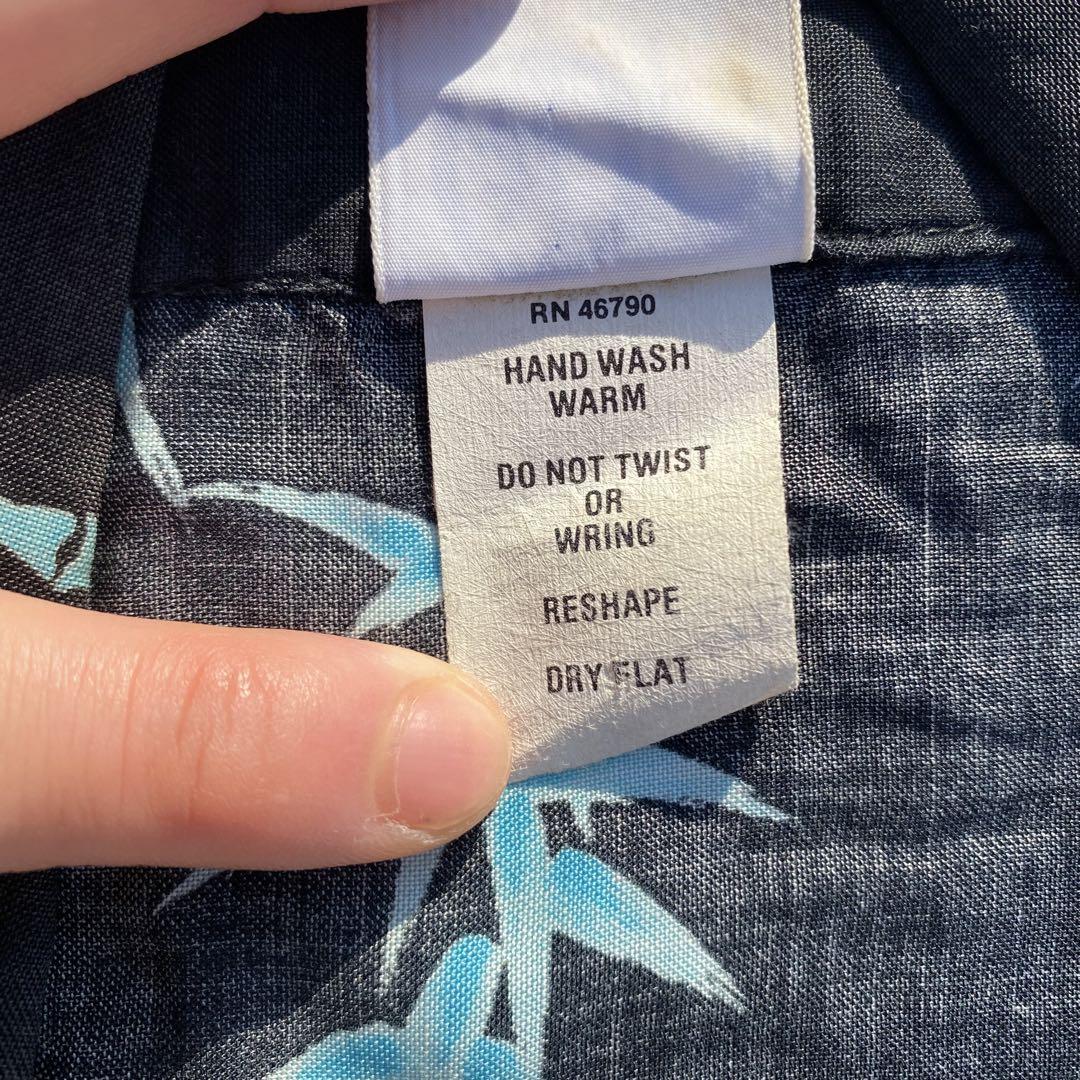 RN 46790
HAND WASH
WARM
DO NOT TWIST
OR
WRING
RESHAPE
DRY FLAT